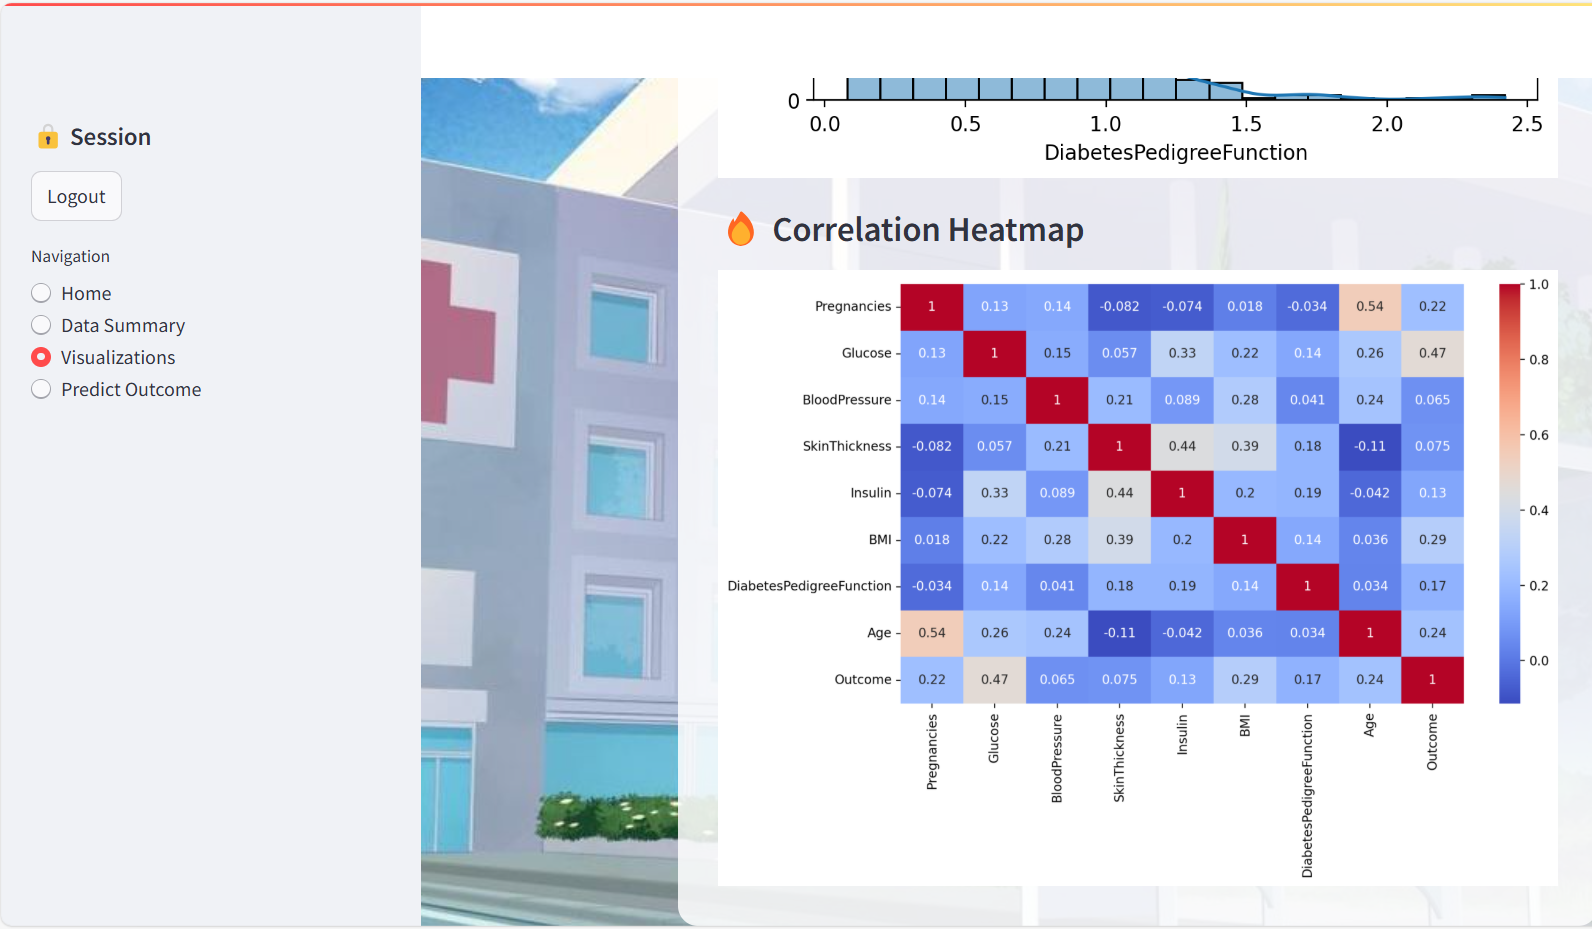 Session
Logout
Navigation
Home
Data Summary
Visualizations
Predict Outcome
0
0.0 0.5 1.0 1.5 2.0 2.5
DiabetesPedigreeFunction
Correlation Heatmap
Pregnancies 1 0.13 0.14 -0.082 -0.074 0.018 -0.034 0.54 0.22
Glucose 0.13 1 0.15 0.057 0.33 0.22 0.14 0.26 0.47
BloodPressure 0.14 0.15 1 0.21 0.089 0.28 0.041 0.24 0.065
SkinThickness -0.082 0.057 0.21 1 0.44 0.39 0.18 -0.11 0.075
Insulin -0.074 0.33 0.089 0.44 1 0.2 0.19 -0.042 0.13
BMI 0.018 0.22 0.28 0.39 0.2 1 0.14 0.036 0.29
DiabetesPedigreeFunction -0.034 0.14 0.041 0.18 0.19 0.14 1 0.034 0.17
Age 0.54 0.26 0.24 -0.11 -0.042 0.036 0.034 1 0.24
Outcome 0.22 0.47 0.065 0.075 0.13 0.29 0.17 0.24 1
Pregnancies
Glucose
BloodPressure
SkinThickness
Insulin
BMI
DiabetesPedigreeFunction
Age
Outcome
1.0
0.8
0.6
0.4
0.2
0.0